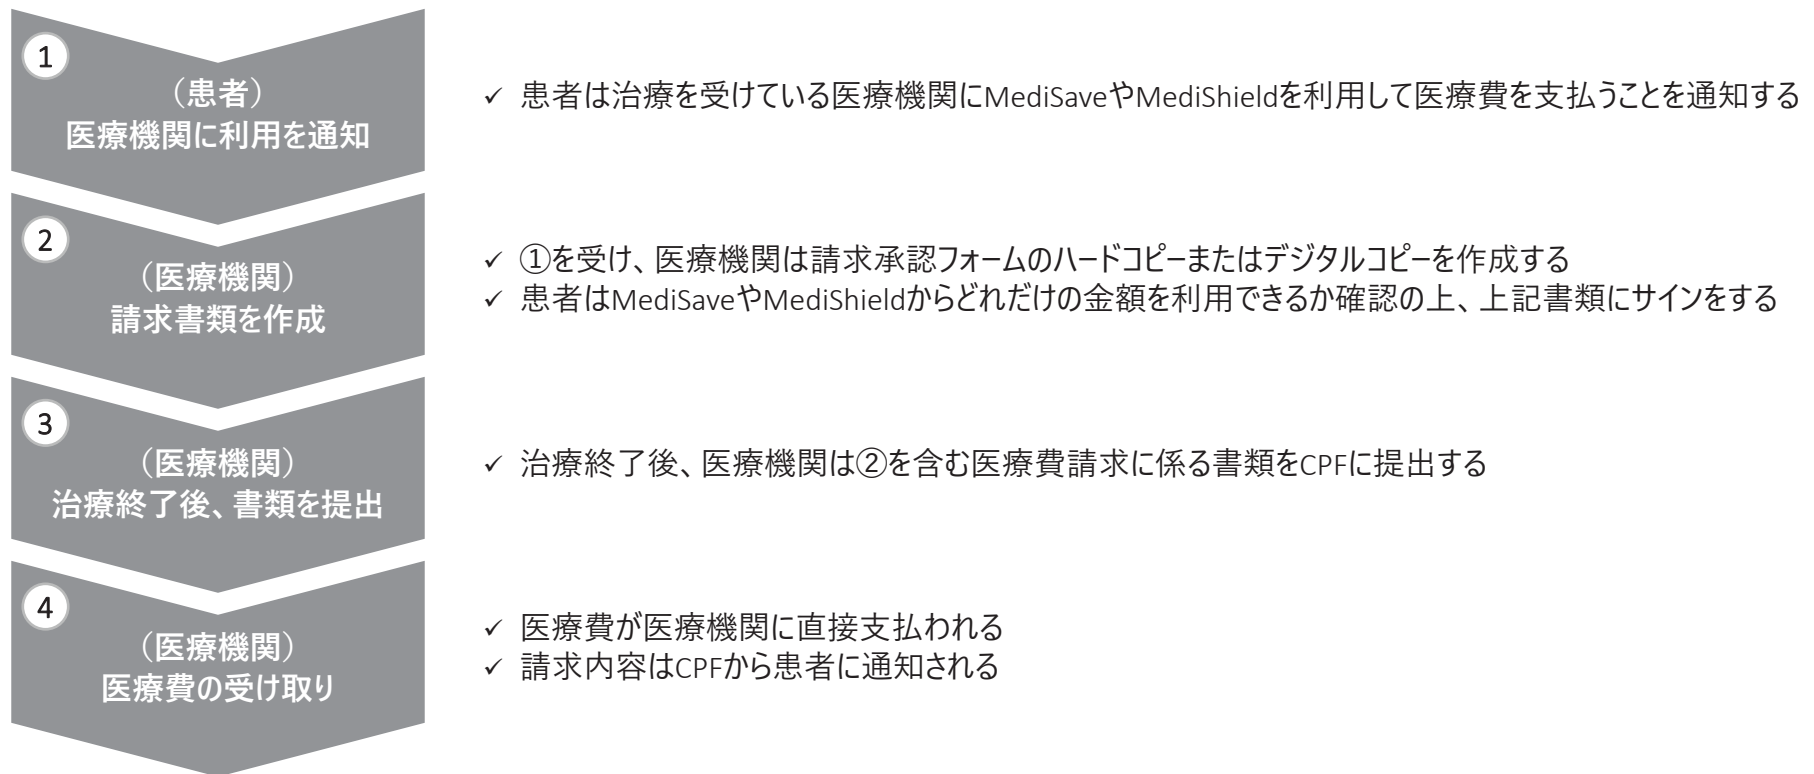 1
（患者）
医療機関に利用を通知
✓ 患者は治療を受けている医療機関にMediSaveやMediShieldを利用して医療費を支払うことを通知する
2
（医療機関）
請求書類を作成
✓ ①を受け、医療機関は請求承認フォームのハードコピーまたはデジタルコピーを作成する
✓ 患者はMediSaveやMediShieldからどれだけの金額を利用できるか確認の上、上記書類にサインをする
3
（医療機関）
治療終了後、書類を提出
✓ 治療終了後、医療機関は②を含む医療費請求に係る書類をCPFに提出する
4
（医療機関）
医療費の受け取り
✓ 医療費が医療機関に直接支払われる
✓ 請求内容はCPFから患者に通知される